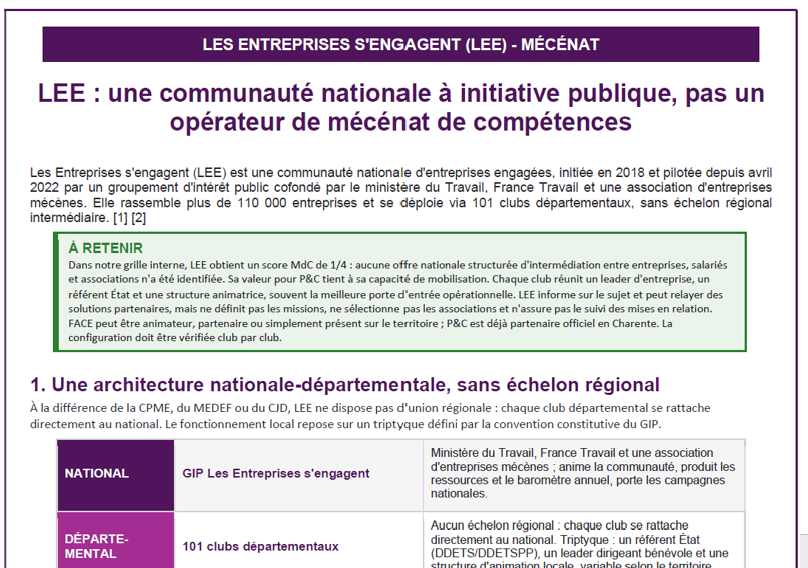 LES ENTREPRISES S'ENGAGENT (LEE) - MÉCÉNAT
LEE : une communauté nationale à initiative publique, pas un
opérateur de mécénat de compétences
Les Entreprises s'engagent (LEE) est une communauté nationale d'entreprises engagées, initiée en 2018 et pilotée depuis avril
2022 par un groupement d'intérêt public cofondé par le ministère du Travail, France Travail et une association d'entreprises
mécènes. Elle rassemble plus de 110 000 entreprises et se déploie via 101 clubs départementaux, sans échelon régional
intermédiaire. [1] [2]
À RETENIR
Dans notre grille interne, LEE obtient un score MdC de 1/4 : aucune offre nationale structurée d'intermédiation entre entreprises, salariés
et associations n'a été identifiée. Sa valeur pour P&C tient à sa capacité de mobilisation. Chaque club réunit un leader d'entreprise, un
référent État et une structure animatrice, souvent la meilleure porte d'entrée opérationnelle. LEE informe sur le sujet et peut relayer des
solutions partenaires, mais ne définit pas les missions, ne sélectionne pas les associations et n'assure pas le suivi des mises en relation.
FACE peut être animateur, partenaire ou simplement présent sur le territoire ; P&C est déjà partenaire officiel en Charente. La
configuration doit être vérifiée club par club.
1. Une architecture nationale-départementale, sans échelon régional
À la différence de la CPME, du MEDEF ou du CJD, LEE ne dispose pas d'union régionale : chaque club départemental se rattache
directement au national. Le fonctionnement local repose sur un triptyque défini par la convention constitutive du GIP.
NATIONAL
GIP Les Entreprises s'engagent
Ministère du Travail, France Travail et une association
d'entreprises mécènes ; anime la communauté, produit les
ressources et le baromètre annuel, porte les campagnes
nationales.
DÉPARTE-
MENTAL
101 clubs départementaux
Aucun échelon régional : chaque club se rattache
directement au national. Triptyque : un référent État
(DDETS/DDETSPP), un leader dirigeant bénévole et une
structure d'animation locale, variable selon le territoire